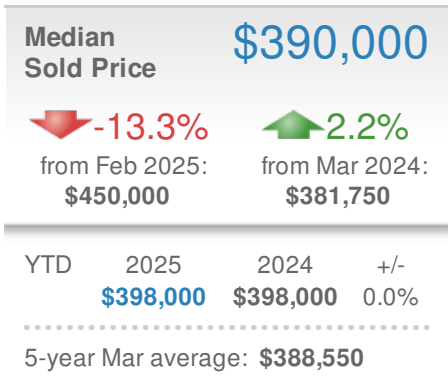 Median
Sold Price
$390,000
-13.3%
from Feb 2025:
$450,000
2.2%
from Mar 2024:
$381,750
YTD 2025 2024 +/-
$398,000 $398,000 0.0%
5-year Mar average: $388,550